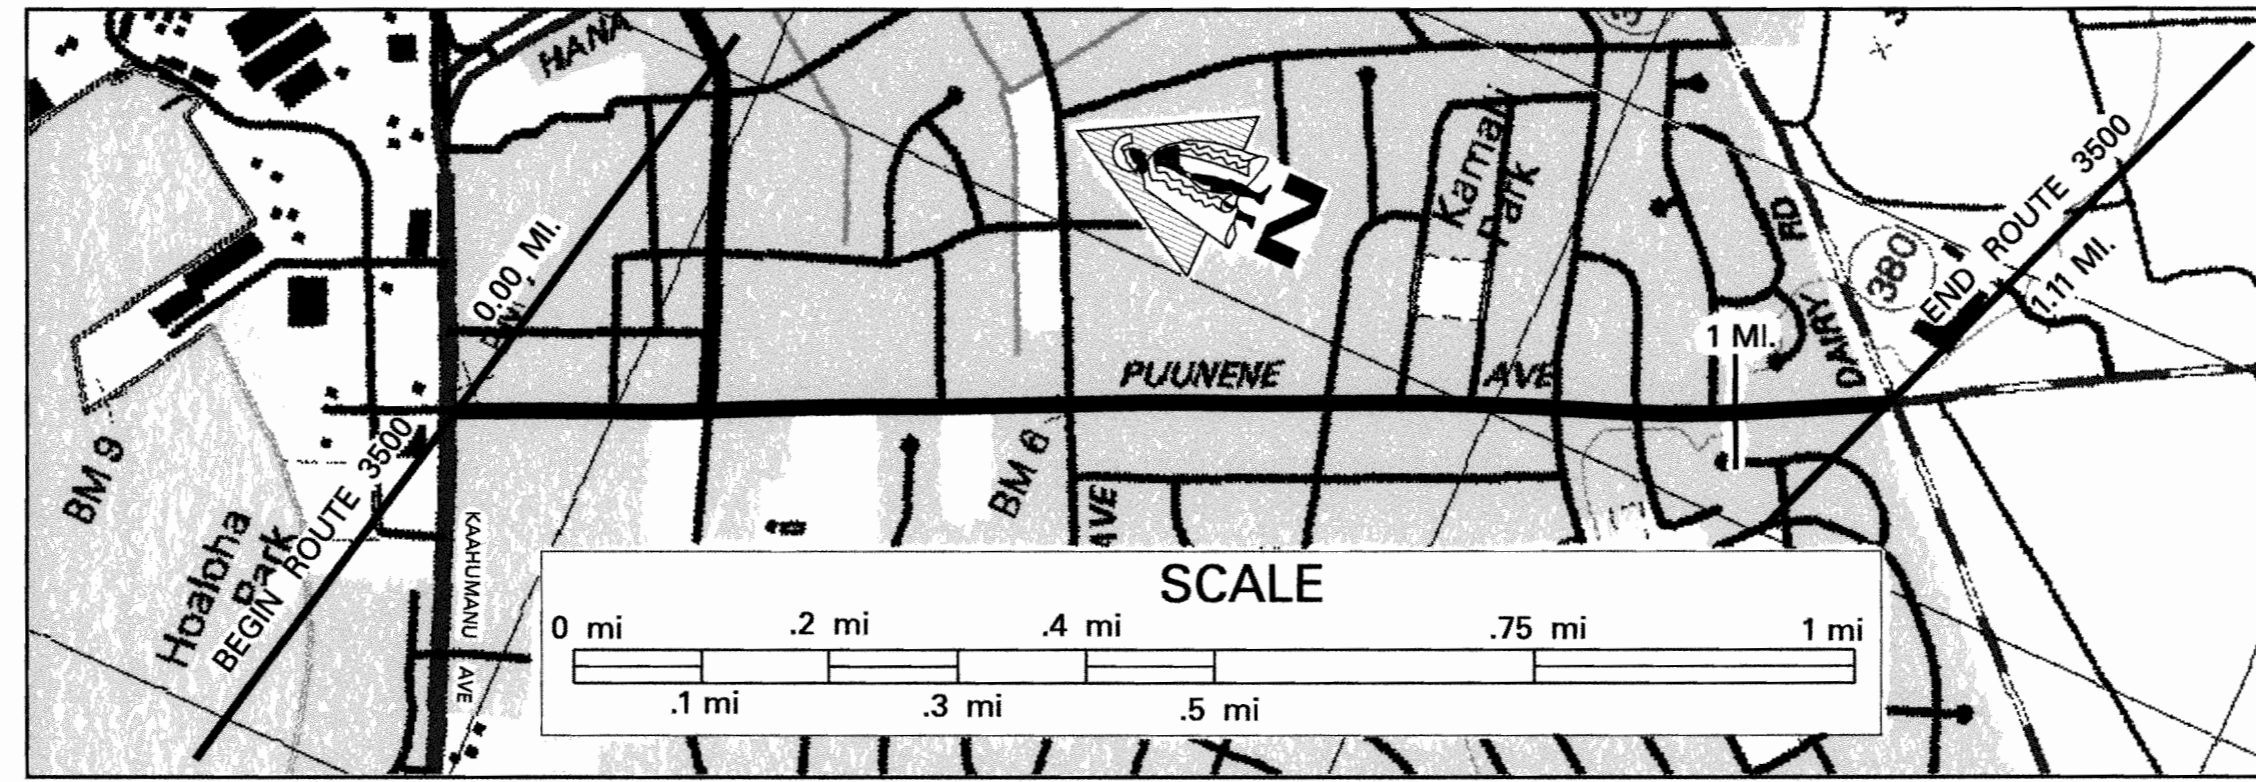 HANA
0.00 MI.
N
Kamalii
Park
RD
380
END ROUTE 3500
1.11 MI.
1 MI.
DAIRY
PUUNENE AVE
BM 9
BEGIN ROUTE 3500
Hoaloha
Park
KAAHUMANU AVE
BM 6
AVE
SCALE
0 mi .2 mi .4 mi .75 mi 1 mi
.1 mi .3 mi .5 mi